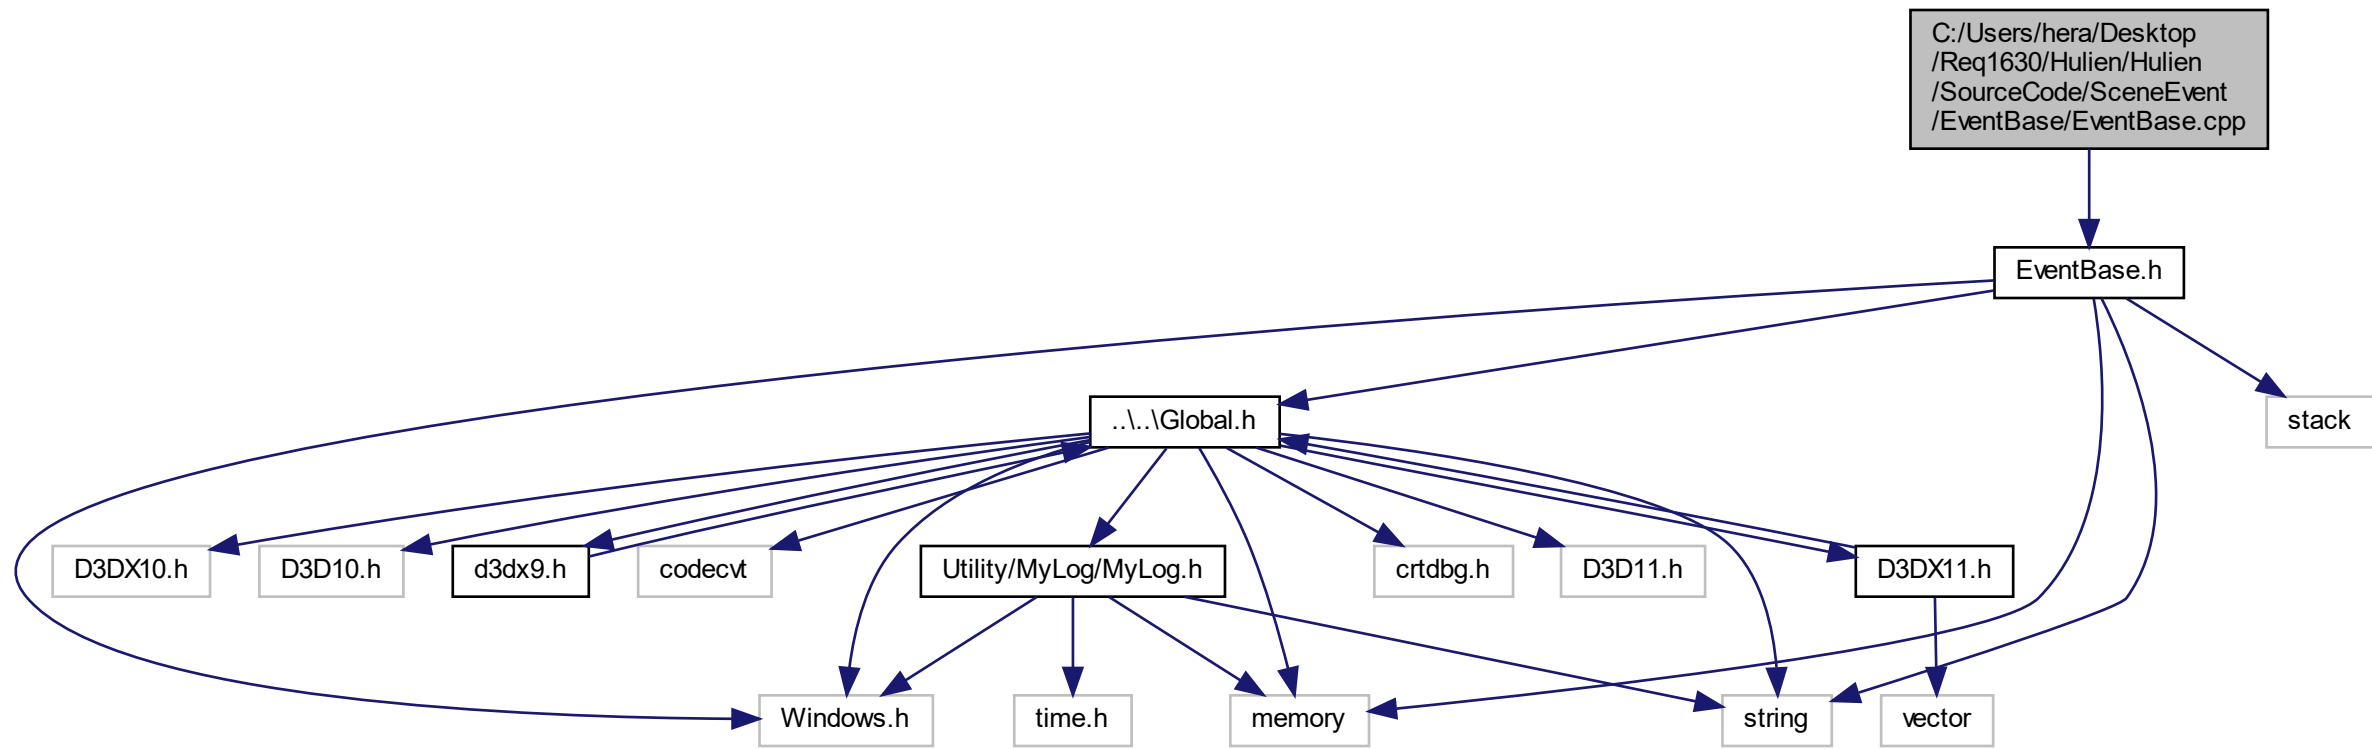 C:/Users/hera/Desktop
/Req1630/Hulien/Hulien
/SourceCode/SceneEvent
/EventBase/EventBase.cpp
EventBase.h
..\..\Global.h
stack
D3DX10.h
D3D10.h
d3dx9.h
codecvt
Utility/MyLog/MyLog.h
crtdbg.h
D3D11.h
D3DX11.h
Windows.h
time.h
memory
string
vector